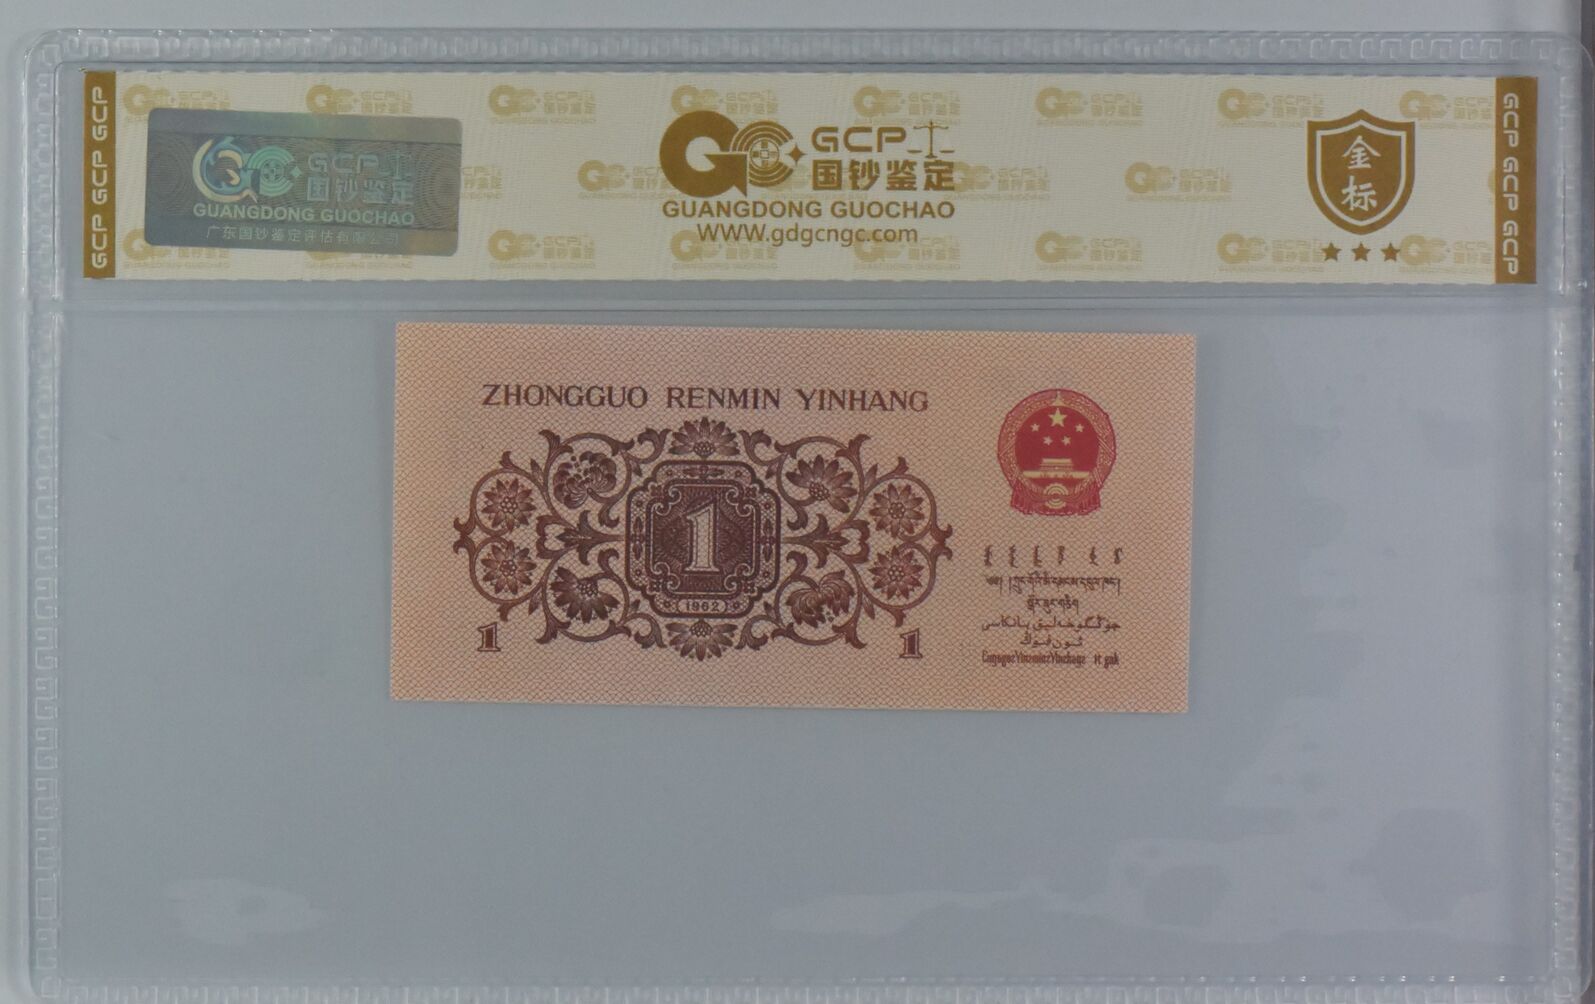 GCP GCP GCP
GCP
国钞鉴定
GUANGDONG GUOCHAO
广东国钞鉴定评估有限公司
GCP
国钞鉴定
GUANGDONG GUOCHAO
WWW.gdgcngc.com
金标
GCP GCP GCP
ZHONGGUO RENMIN YINHANG
1
(1962)
1
1